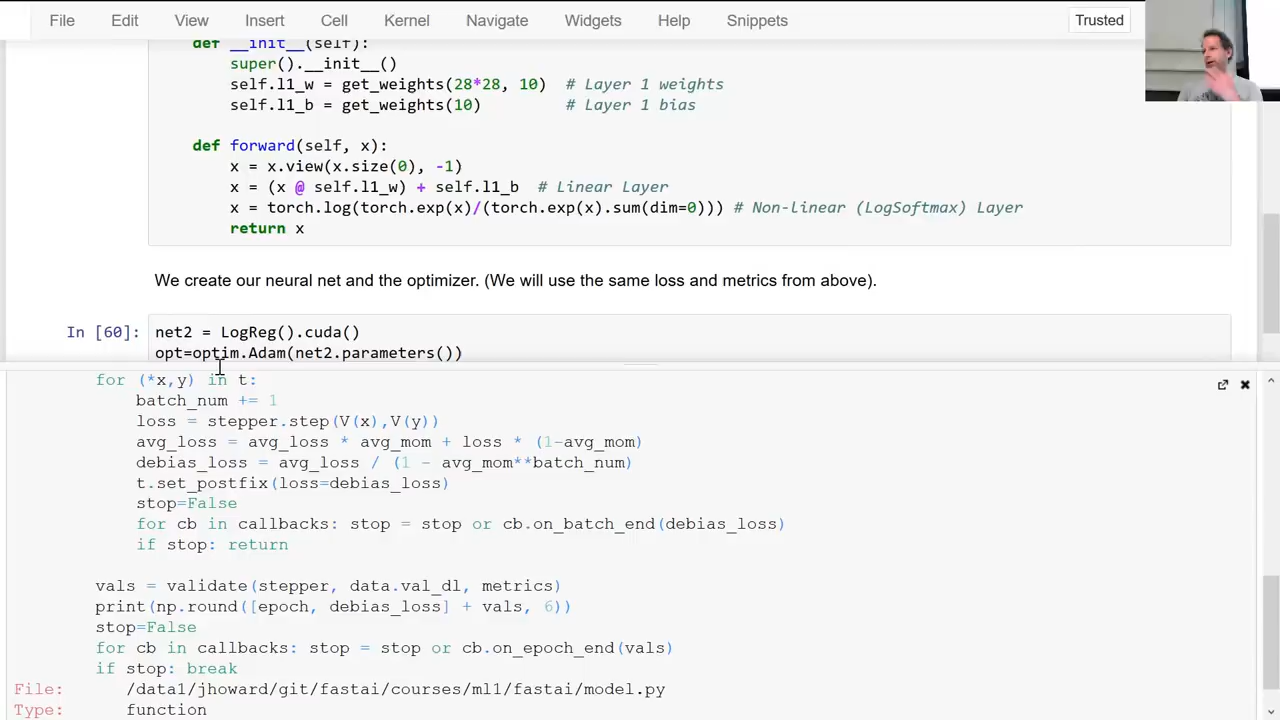 File Edit View Insert Cell Kernel Navigate Widgets Help Snippets Trusted
def __init__(self):
super().__init__()
self.l1_w = get_weights(28*28, 10)  # Layer 1 weights
self.l1_b = get_weights(10)         # Layer 1 bias
def forward(self, x):
x = x.view(x.size(0), -1)
x = (x @ self.l1_w) + self.l1_b  # Linear Layer
x = torch.log(torch.exp(x)/(torch.exp(x).sum(dim=0))) # Non-linear (LogSoftmax) Layer
return x
We create our neural net and the optimizer. (We will use the same loss and metrics from above).
In [60]: net2 = LogReg().cuda()
opt=optim.Adam(net2.parameters())
for (*x,y) in t:
batch_num += 1
loss = stepper.step(V(x),V(y))
avg_loss = avg_loss * avg_mom + loss * (1-avg_mom)
debias_loss = avg_loss / (1 - avg_mom**batch_num)
t.set_postfix(loss=debias_loss)
stop=False
for cb in callbacks: stop = stop or cb.on_batch_end(debias_loss)
if stop: return
vals = validate(stepper, data.val_dl, metrics)
print(np.round([epoch, debias_loss] + vals, 6))
stop=False
for cb in callbacks: stop = stop or cb.on_epoch_end(vals)
if stop: break
File: /data1/jhoward/git/fastai/courses/ml1/fastai/model.py
Type: function